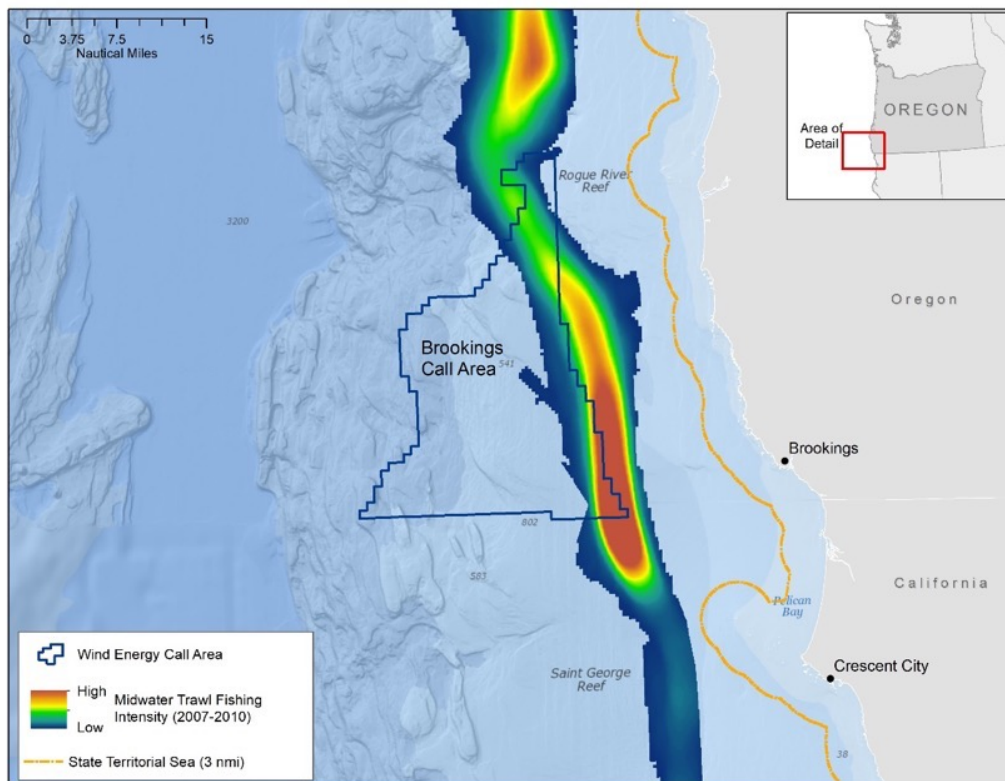 0 3.75 7.5 15
Nautical Miles
OREGON
Area of
Detail
Rogue River
Reef
3200
Oregon
Brookings
Call Area
541
Brookings
802
583
California
Pelican
Bay
Saint George
Reef
Crescent City
38
Wind Energy Call Area
High
Low
Midwater Trawl Fishing
Intensity (2007-2010)
State Territorial Sea (3 nmi)